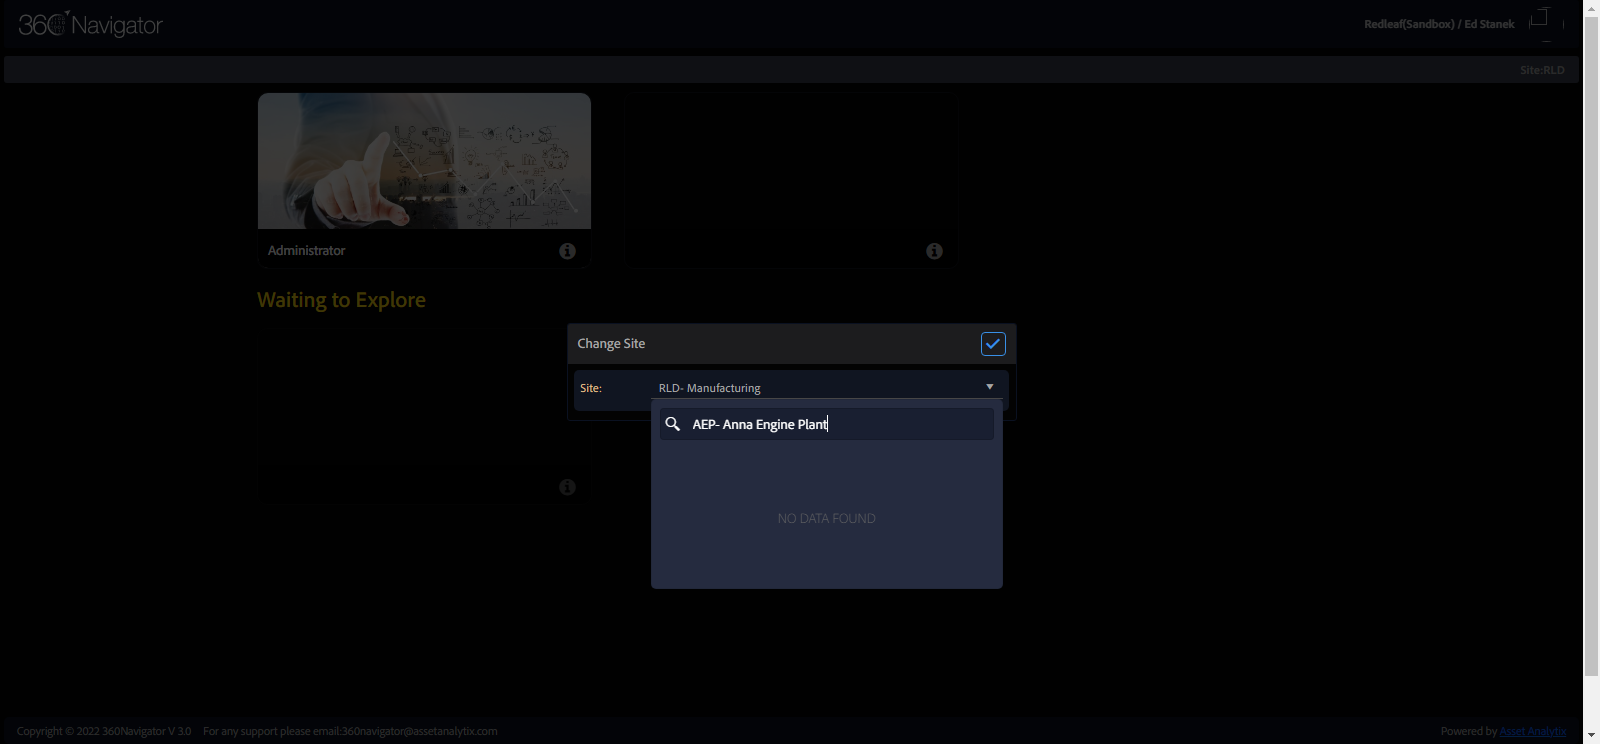 360 Navigator
Redleaf(Sandbox) / Ed Stanek
Site:RLD
Administrator
Waiting to Explore
Change Site
Site:
RLD- Manufacturing
AEP- Anna Engine Plant
NO DATA FOUND
Copyright © 2022 360Navigator V 3.0 For any support please email:360navigator@assetanalytix.com
Powered by Asset Analytix